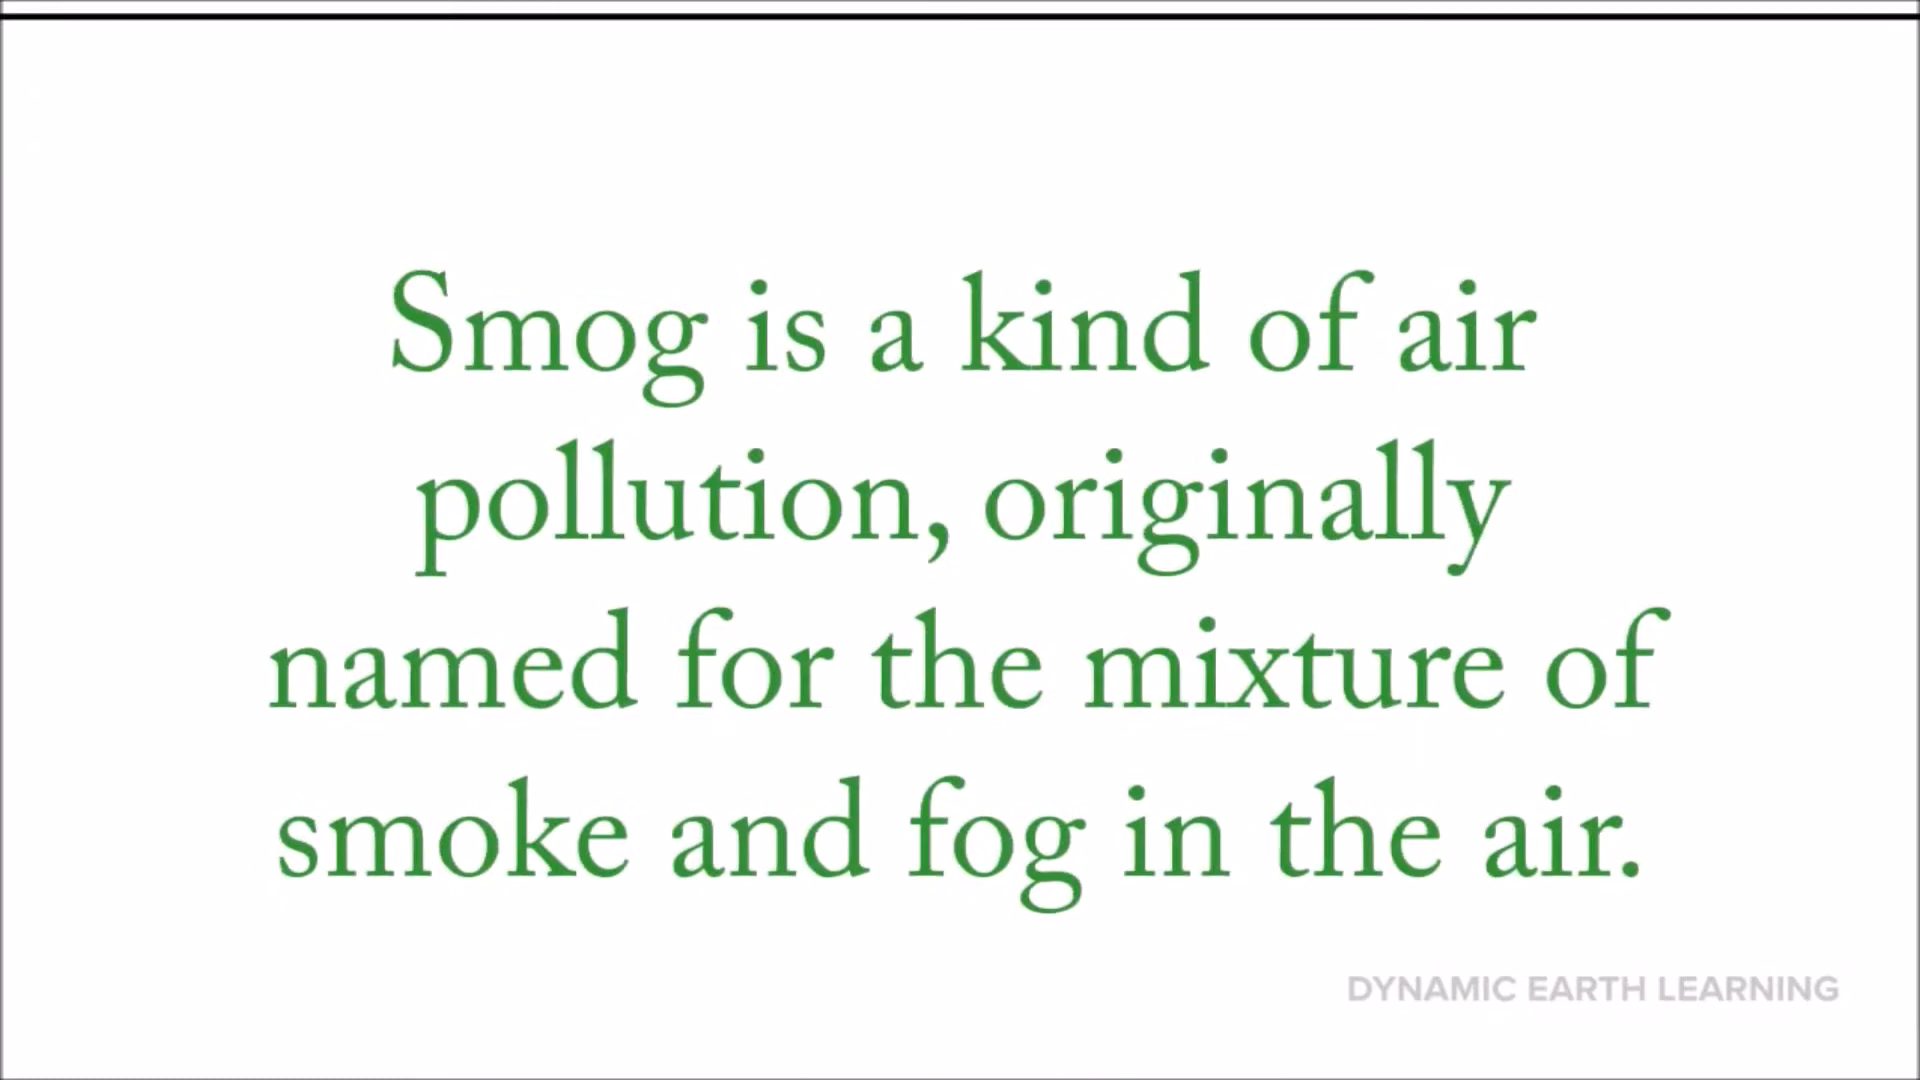 Smog is a kind of air
pollution, originally
named for the mixture of
smoke and fog in the air.
DYNAMIC EARTH LEARNING